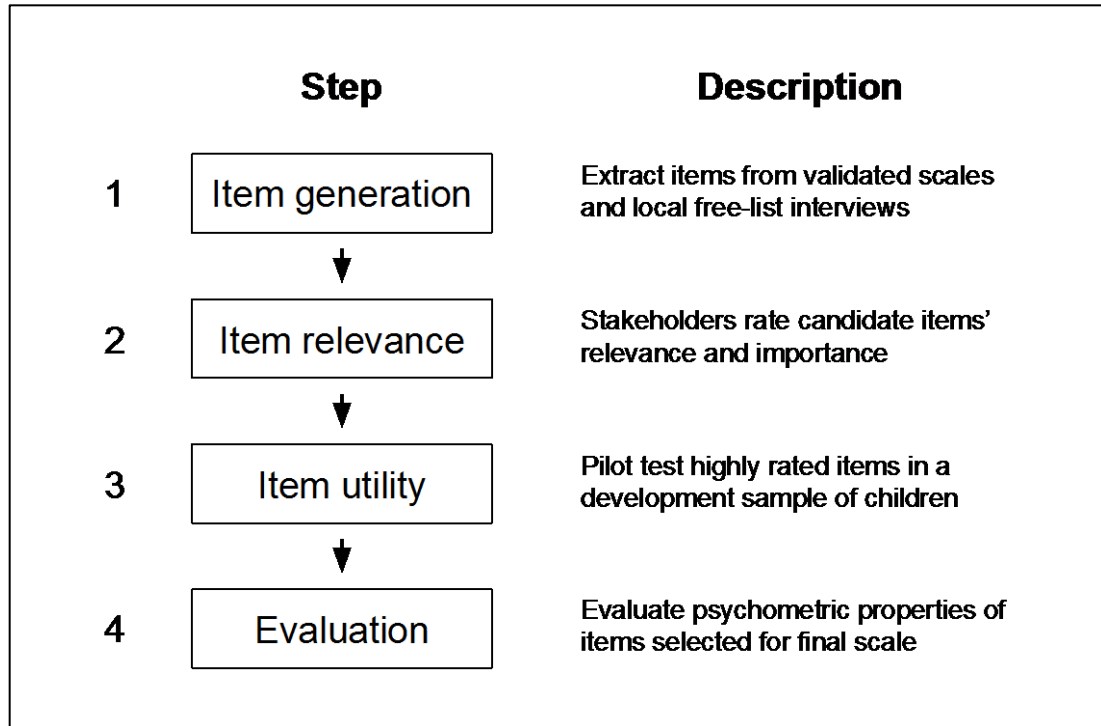 Step Description
1 Item generation Extract items from validated scales
and local free-list interviews
2 Item relevance Stakeholders rate candidate items’
relevance and importance
3 Item utility Pilot test highly rated items in a
development sample of children
4 Evaluation Evaluate psychometric properties of
items selected for final scale